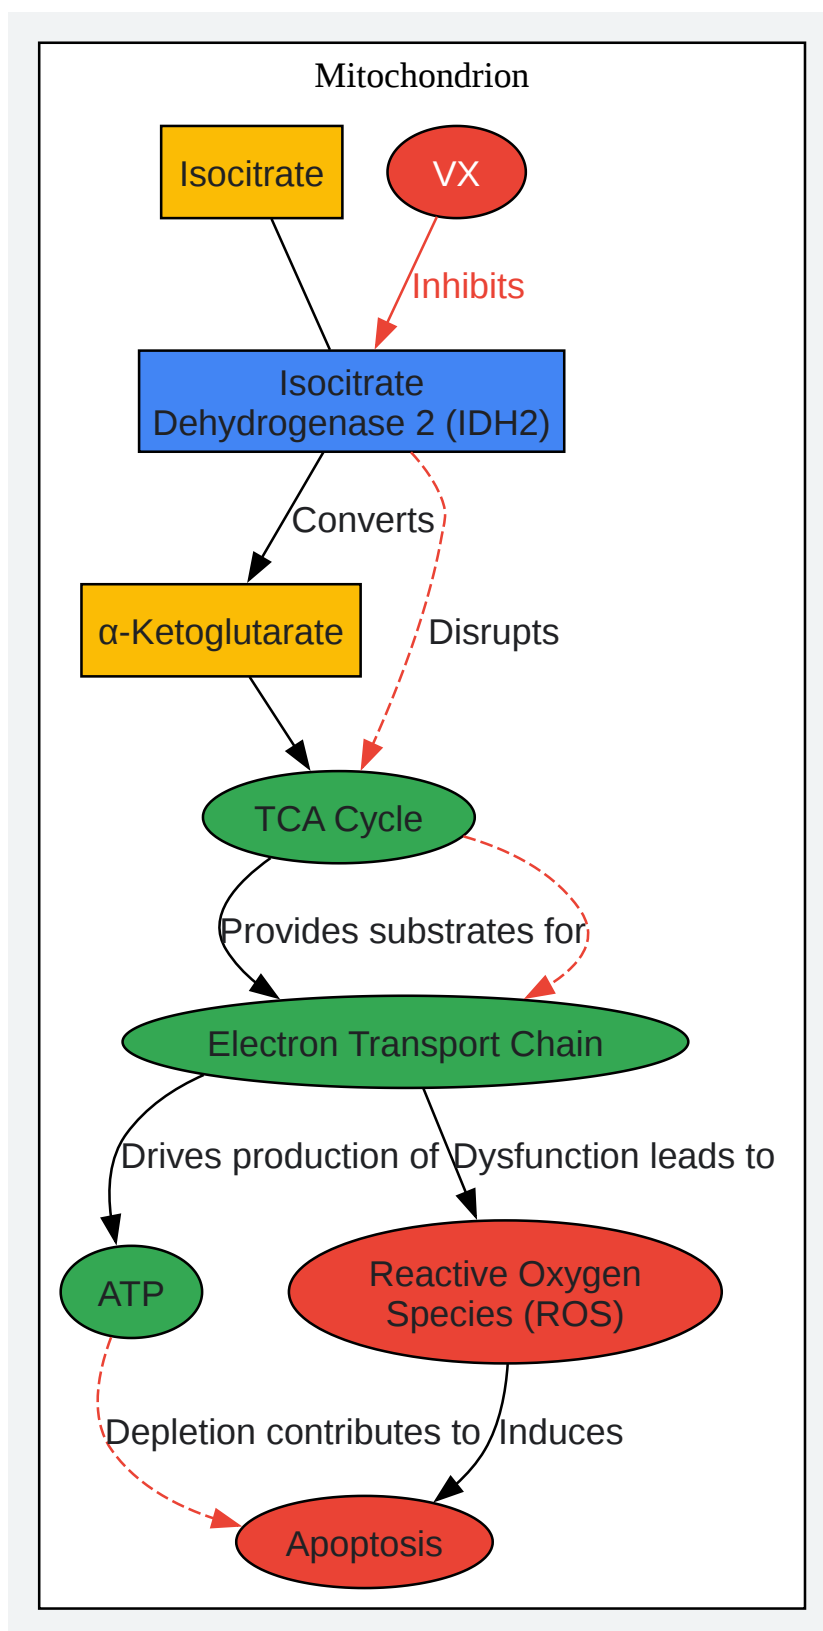 Mitochondrion
Isocitrate
VX
Inhibits
Isocitrate
Dehydrogenase 2 (IDH2)
Converts
α-Ketoglutarate
Disrupts
TCA Cycle
Provides substrates for
Electron Transport Chain
Drives production of
Dysfunction leads to
ATP
Reactive Oxygen
Species (ROS)
Depletion contributes to
Induces
Apoptosis